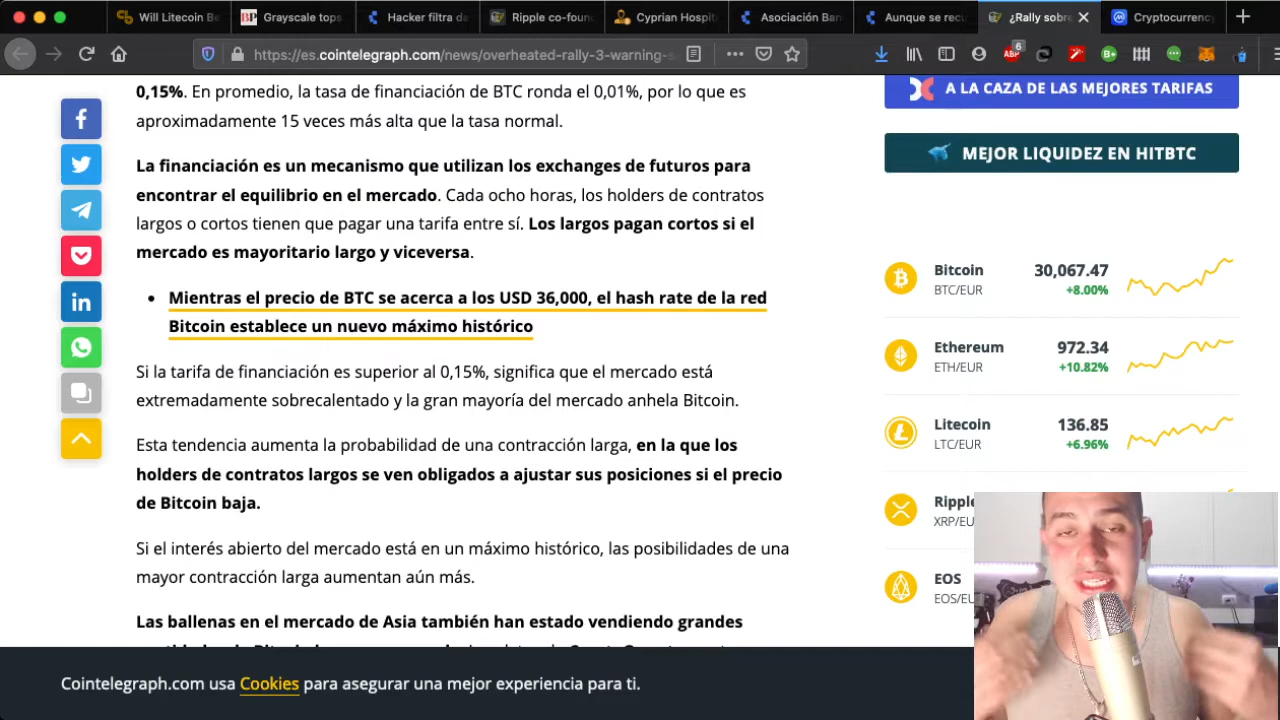 Will Litecoin Be
Grayscale tops
Hacker filtra da
Ripple co-foun
Cyprian Hospit
Asociación Ban
Aunque se recu
¿Rally sobre
Cryptocurrency
https://es.cointelegraph.com/news/overheated-rally-3-warning-s
ABP
6
0,15%. En promedio, la tasa de financiación de BTC ronda el 0,01%, por lo que es
aproximadamente 15 veces más alta que la tasa normal.
La financiación es un mecanismo que utilizan los exchanges de futuros para
encontrar el equilibrio en el mercado. Cada ocho horas, los holders de contratos
largos o cortos tienen que pagar una tarifa entre sí. Los largos pagan cortos si el
mercado es mayoritario largo y viceversa.
• Mientras el precio de BTC se acerca a los USD 36,000, el hash rate de la red
Bitcoin establece un nuevo máximo histórico
Si la tarifa de financiación es superior al 0,15%, significa que el mercado está
extremadamente sobrecalentado y la gran mayoría del mercado anhela Bitcoin.
Esta tendencia aumenta la probabilidad de una contracción larga, en la que los
holders de contratos largos se ven obligados a ajustar sus posiciones si el precio
de Bitcoin baja.
Si el interés abierto del mercado está en un máximo histórico, las posibilidades de una
mayor contracción larga aumentan aún más.
Las ballenas en el mercado de Asia también han estado vendiendo grandes
A LA CAZA DE LAS MEJORES TARIFAS
MEJOR LIQUIDEZ EN HITBTC
Bitcoin 30,067.47
BTC/EUR +8.00%
Ethereum 972.34
ETH/EUR +10.82%
Litecoin 136.85
LTC/EUR +6.96%
Ripple
XRP/EU
EOS
EOS/EU
Cointelegraph.com usa Cookies para asegurar una mejor experiencia para ti.